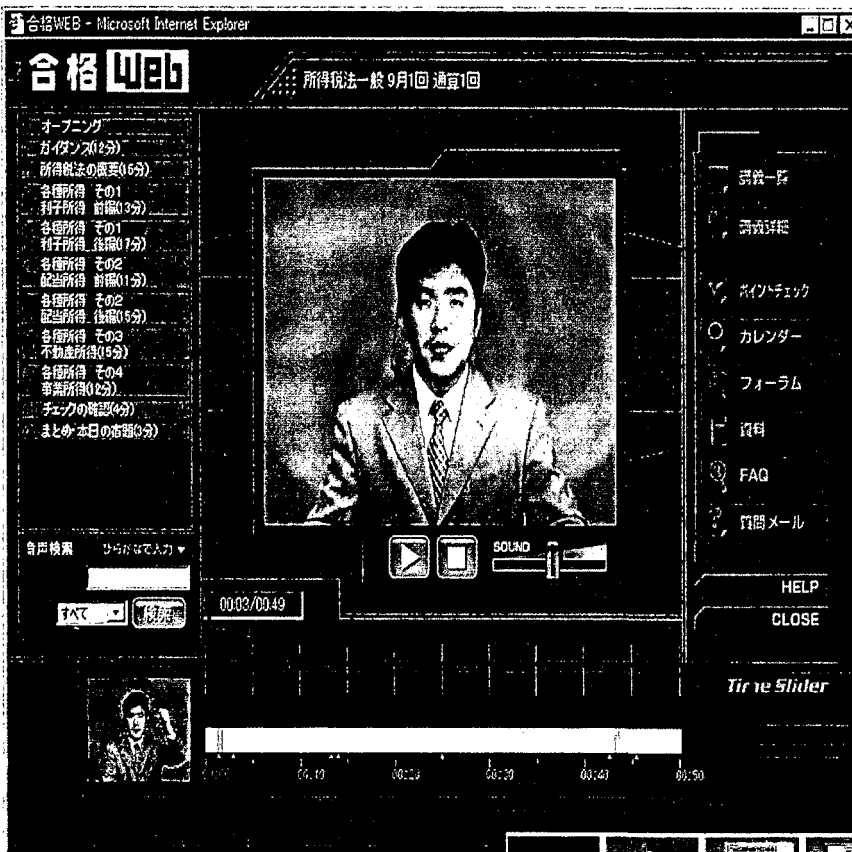 合格WEB - Microsoft Internet Explorer
合格 Web
所得税法一般 9月1回 通算1回
オープニング
ガイダンス(12分)
所得税法の概要(16分)
各種所得 その1
利子所得 前編(13分)
各種所得 その1
利子所得 後編(17分)
各種所得 その2
配当所得 前編(11分)
各種所得 その2
配当所得 後編(15分)
各種所得 その3
不動産所得(15分)
各種所得 その4
事業所得(12分)
チェックの確認(4分)
まとめ 本日の宿題(3分)
講義一覧
講義詳細
ポイントチェック
カレンダー
フォーラム
資料
FAQ
質問メール
HELP
CLOSE
音声検索 ひらがなで入力 ▼
すべて 検索
SOUND
00:03/00:49
Time Slider
00:10 00:20 00:30 00:40 00:50